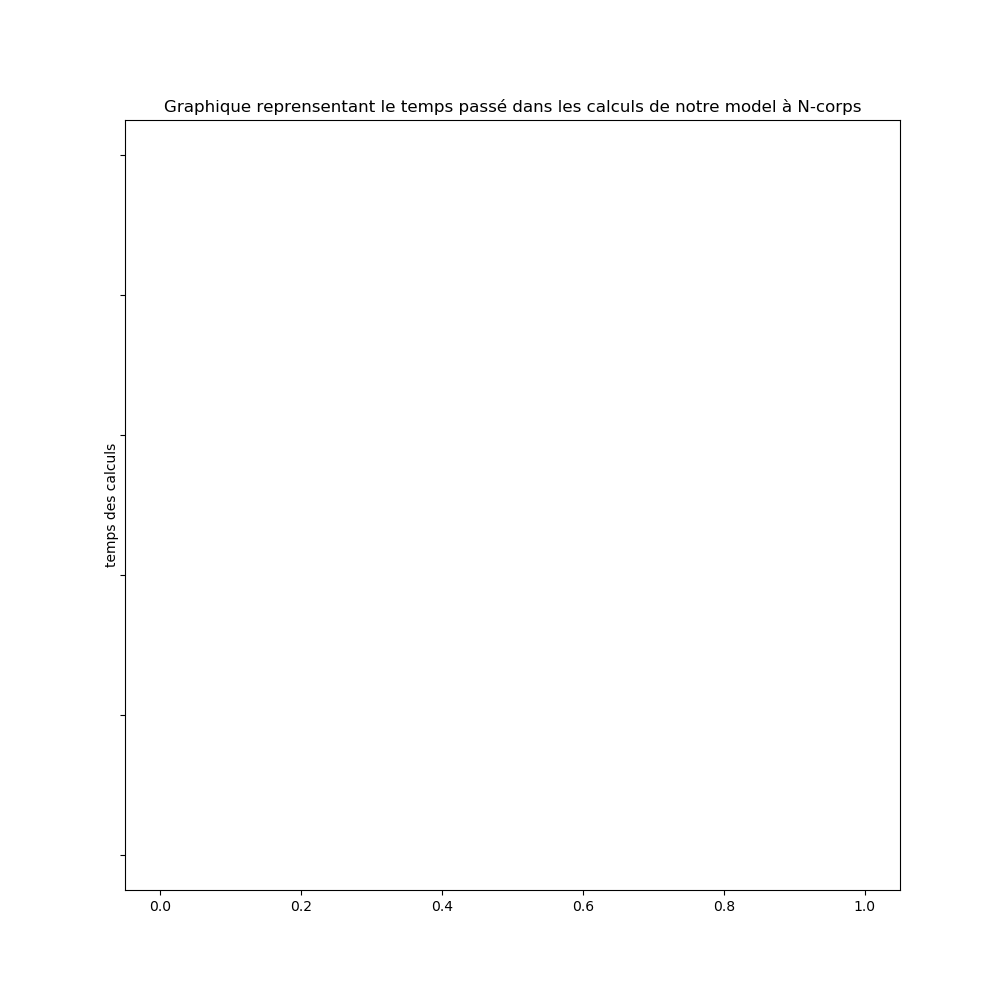 Graphique reprensentant le temps passé dans les calculs de notre model à N-corps
temps des calculs
0.0 0.2 0.4 0.6 0.8 1.0